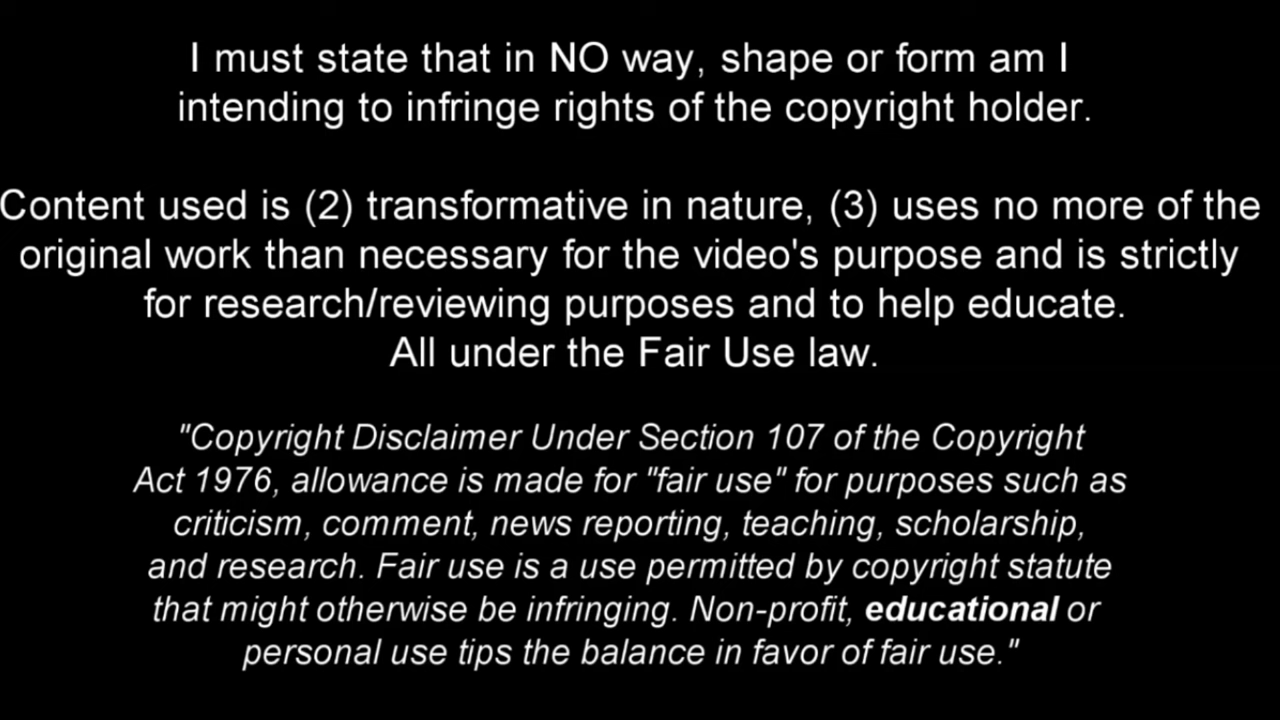 I must state that in NO way, shape or form am I
intending to infringe rights of the copyright holder.
Content used is (2) transformative in nature, (3) uses no more of the
original work than necessary for the video's purpose and is strictly
for research/reviewing purposes and to help educate.
All under the Fair Use law.
"Copyright Disclaimer Under Section 107 of the Copyright
Act 1976, allowance is made for "fair use" for purposes such as
criticism, comment, news reporting, teaching, scholarship,
and research. Fair use is a use permitted by copyright statute
that might otherwise be infringing. Non-profit, educational or
personal use tips the balance in favor of fair use."